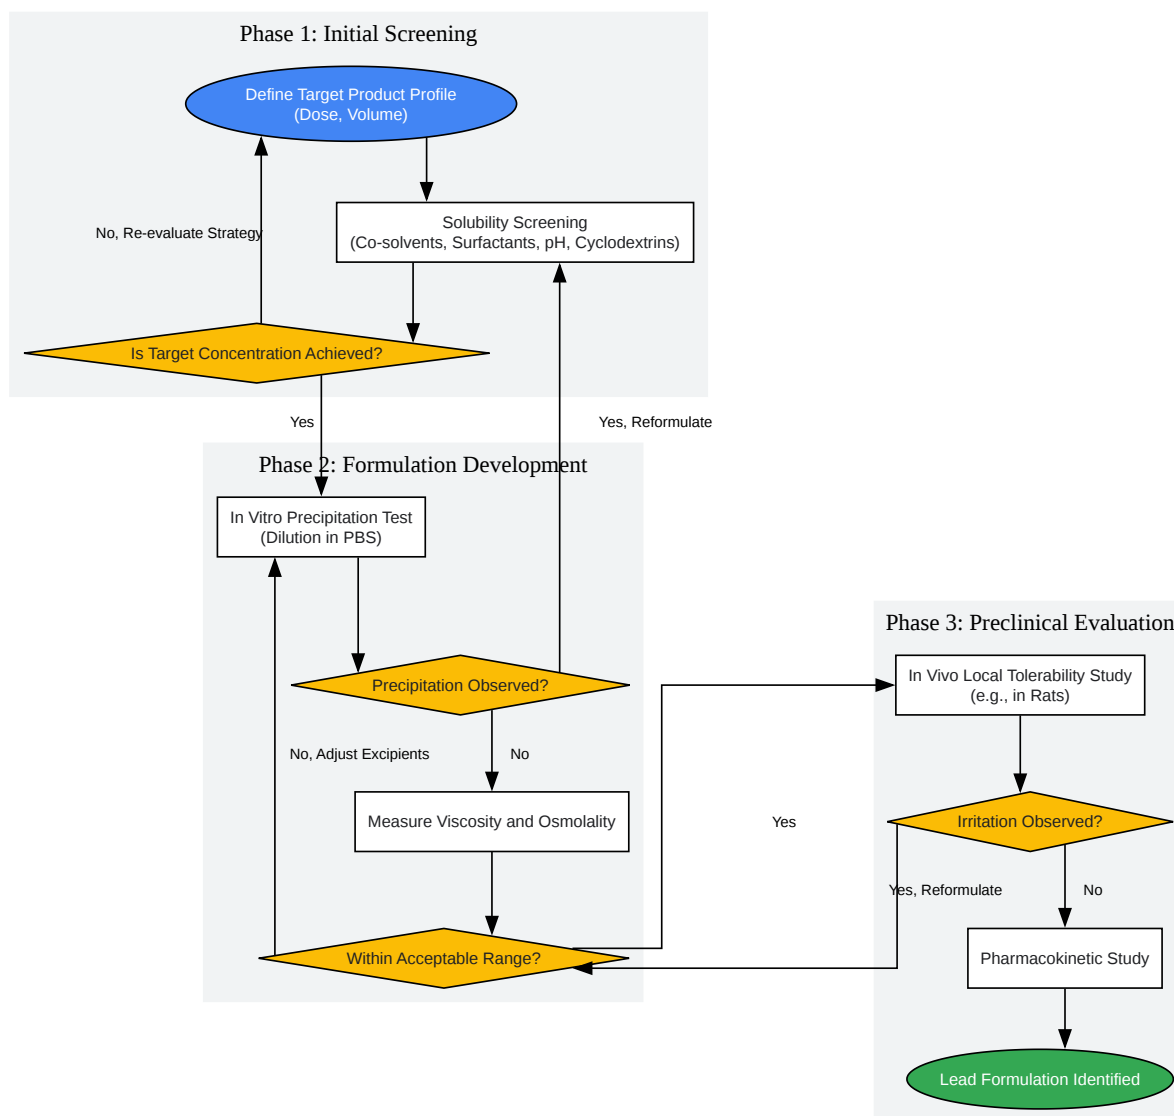 Phase 1: Initial Screening
Define Target Product Profile
(Dose, Volume)
No, Re-evaluate Strategy
Solubility Screening
(Co-solvents, Surfactants, pH, Cyclodextrins)
Is Target Concentration Achieved?
Yes
Yes, Reformulate
Phase 2: Formulation Development
In Vitro Precipitation Test
(Dilution in PBS)
Precipitation Observed?
No, Adjust Excipients
No
Measure Viscosity and Osmolality
Within Acceptable Range?
Yes
Phase 3: Preclinical Evaluation
In Vivo Local Tolerability Study
(e.g., in Rats)
Irritation Observed?
Yes, Reformulate
No
Pharmacokinetic Study
Lead Formulation Identified